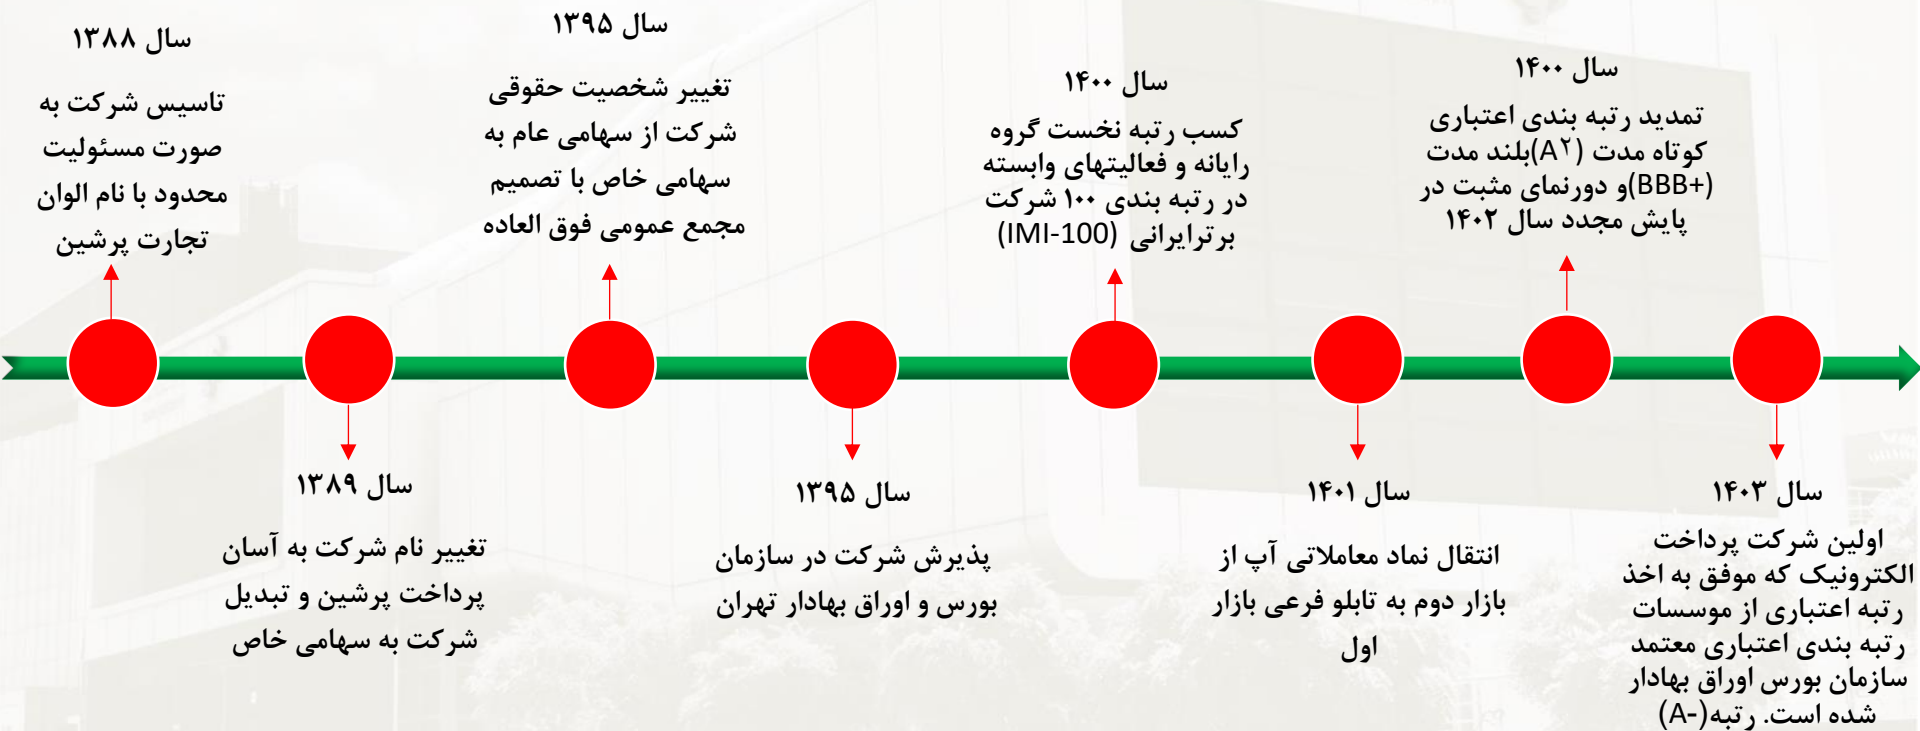 سال ۱۳۸۸
تاسیس شرکت به
صورت مسئولیت
محدود با نام الوان
تجارت پرشین
سال ۱۳۸۹
تغییر نام شرکت به آسان
پرداخت پرشین و تبدیل
شرکت به سهامی خاص
سال ۱۳۹۵
تغییر شخصیت حقوقی
شرکت از سهامی عام به
سهامی خاص با تصمیم
مجمع عمومی فوق العاده
سال ۱۳۹۵
پذیرش شرکت در سازمان
بورس و اوراق بهادار تهران
سال ۱۴۰۰
کسب رتبه نخست گروه
رایانه و فعالیتهای وابسته
در رتبه بندی ۱۰۰ شرکت
برترایرانی (IMI-100)
سال ۱۴۰۱
انتقال نماد معاملاتی آپ از
بازار دوم به تابلو فرعی بازار
اول
سال ۱۴۰۰
تمدید رتبه بندی اعتباری
کوتاه مدت (A۲)بلند مدت
(BBB+)و دورنمای مثبت در
پایش مجدد سال ۱۴۰۲
سال ۱۴۰۳
اولین شرکت پرداخت
الکترونیک که موفق به اخذ
رتبه اعتباری از موسسات
رتبه بندی اعتباری معتمد
سازمان بورس اوراق بهادار
شده است. رتبه(A-)